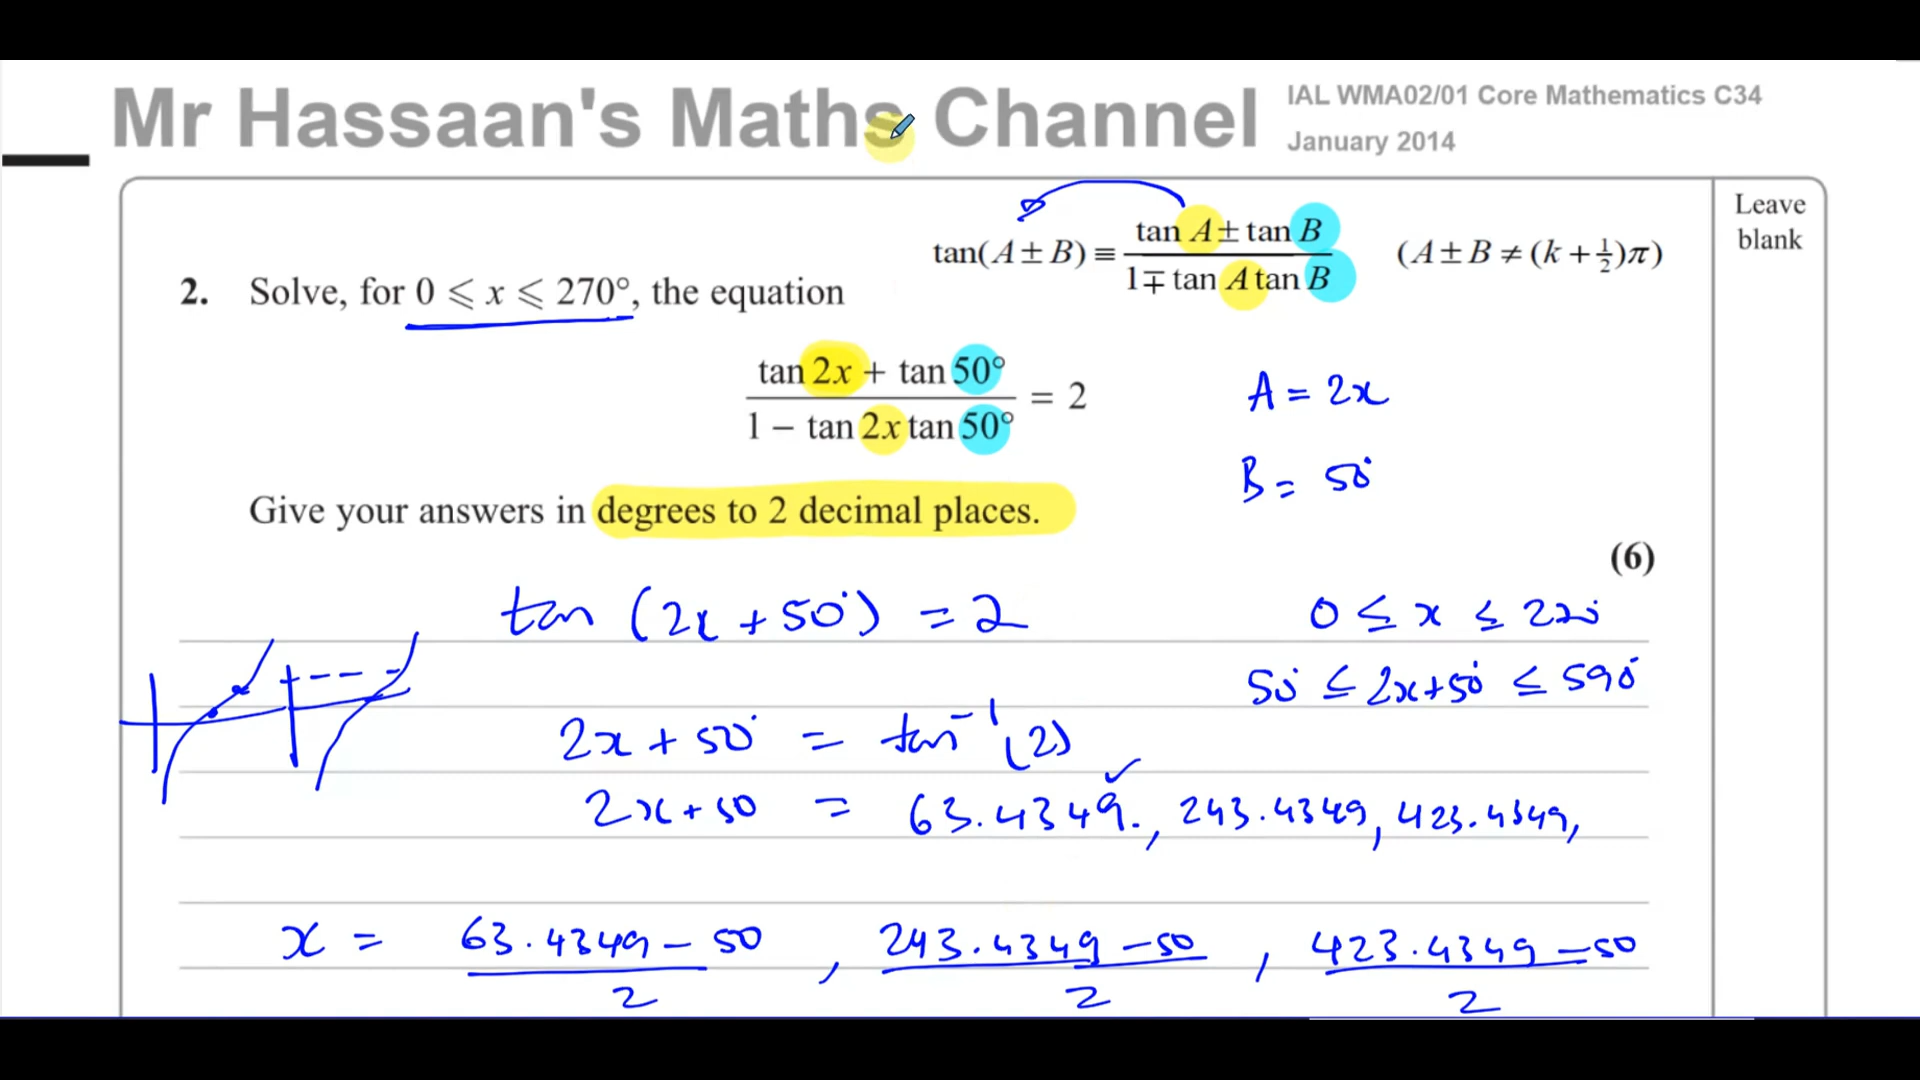 Mr Hassaan's Maths Channel
IAL WMA02/01 Core Mathematics C34
January 2014
Leave
blank
tan(A ± B) ≡ (tan A ± tan B)/(1 ∓ tan A tan B) (A ± B ≠ (k + ½)π)
2. Solve, for 0 ⩽ x ⩽ 270°, the equation
(tan 2x + tan 50°)/(1 − tan 2x tan 50°) = 2
A = 2x
B = 50°
Give your answers in degrees to 2 decimal places.
(6)
tan (2x + 50°) = 2
0 ≤ x ≤ 270°
50° ≤ 2x+50° ≤ 590°
2x + 50° = tan⁻¹(2)
2x + 50 = 63.4349.✓, 243.4349, 423.4349,
x = (63.4349 − 50)/2 , (243.4349 − 50)/2 , (423.4349 − 50)/2